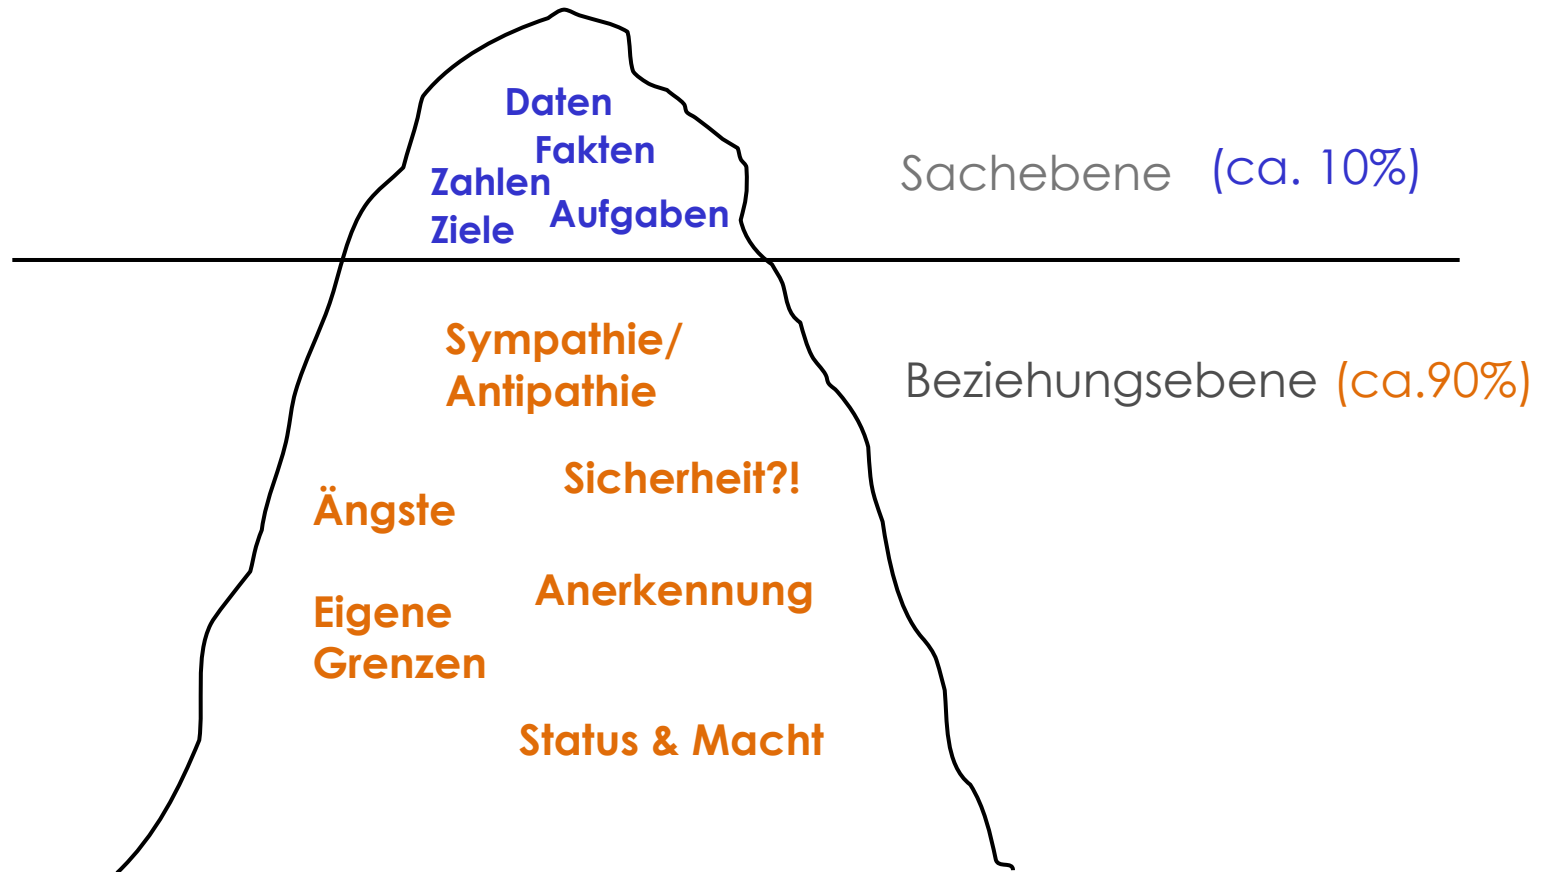 Daten
Fakten
Zahlen
Aufgaben
Ziele
Sachebene (ca. 10%)
Sympathie/
Antipathie
Beziehungsebene (ca.90%)
Sicherheit?!
Ängste
Anerkennung
Eigene
Grenzen
Status & Macht